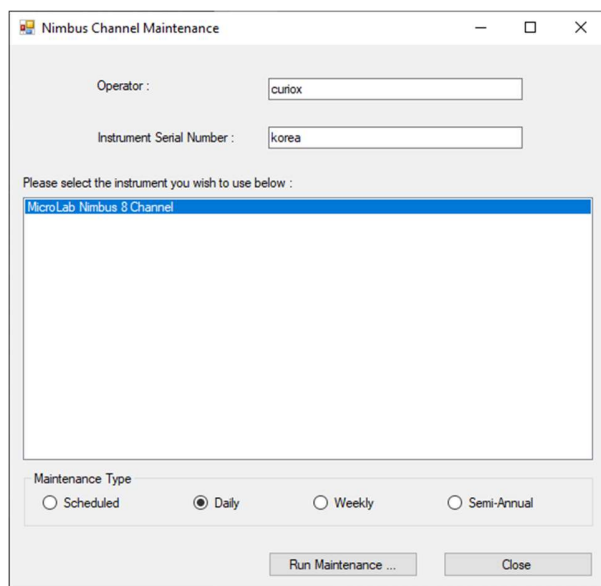 Nimbus Channel Maintenance
Operator : curiox
Instrument Serial Number : korea
Please select the instrument you wish to use below :
MicroLab Nimbus 8 Channel
Maintenance Type
Scheduled Daily Weekly Semi-Annual
Run Maintenance ... Close